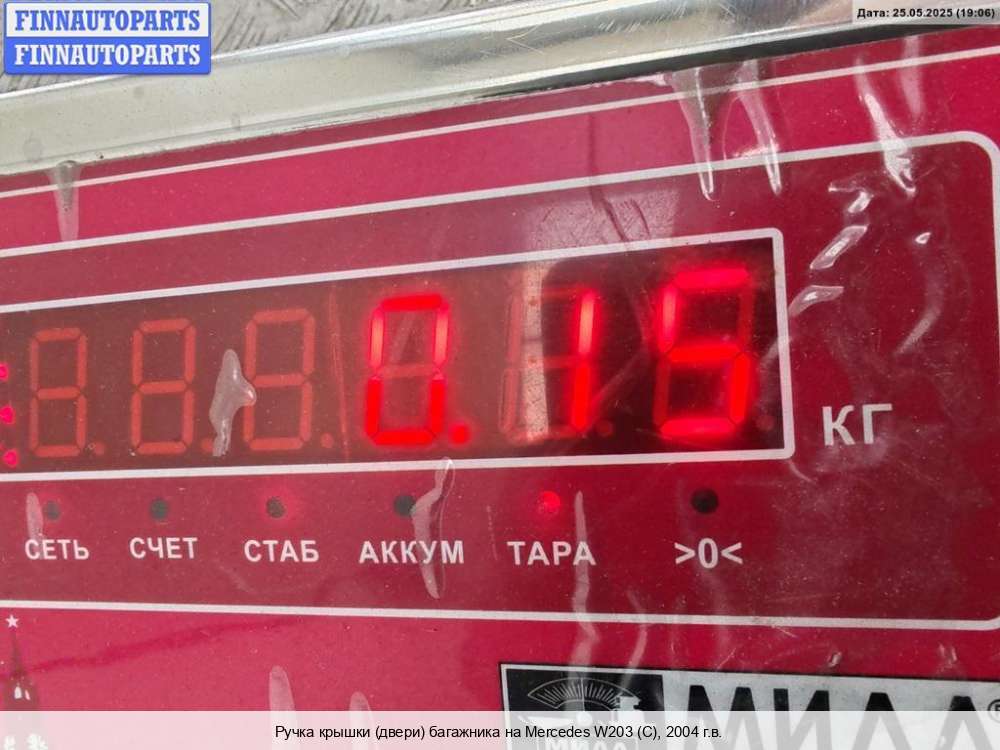 FINNAUTOPARTS
FINNAUTOPARTS
Дата: 25.05.2025 (19:06)
0.15
КГ
СЕТЬ СЧЕТ СТАБ АККУМ ТАРА >0<
Ручка крышки (двери) багажника на Mercedes W203 (C), 2004 г.в.